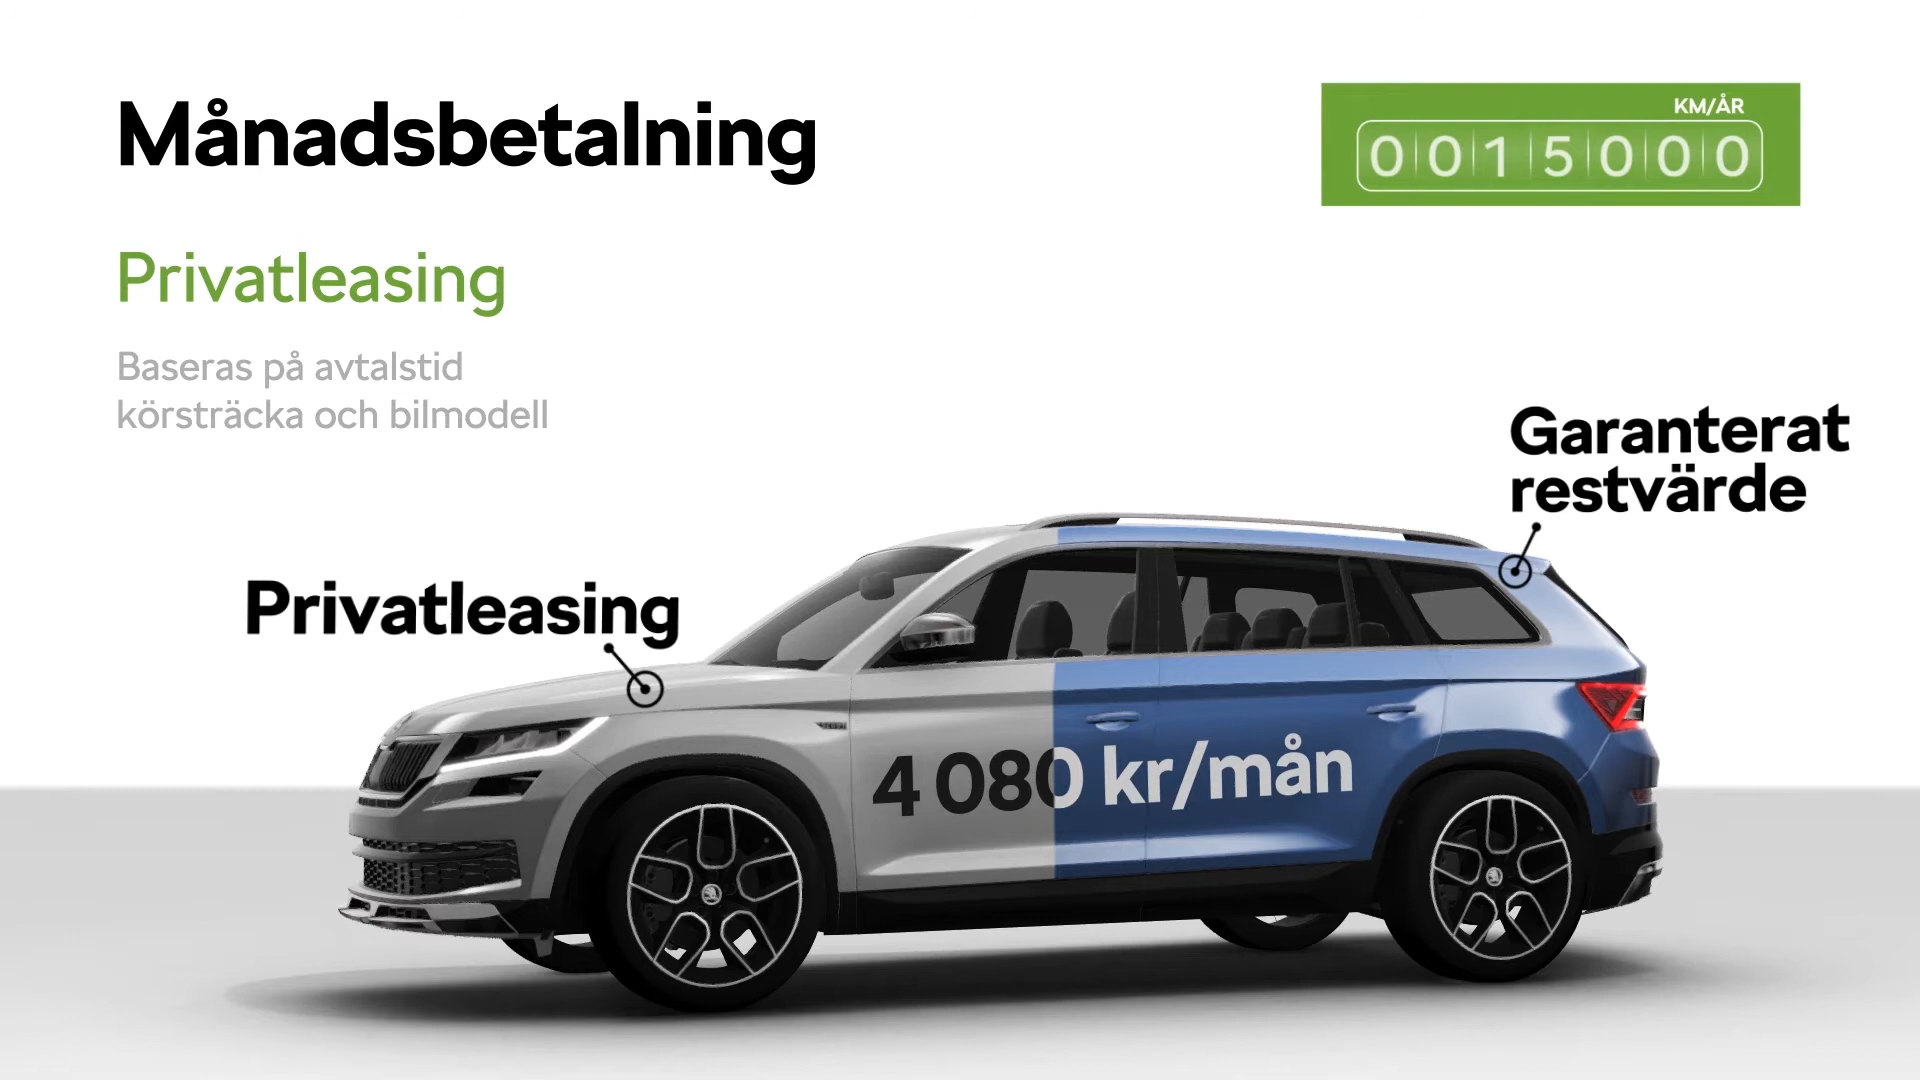 Månadsbetalning
KM/ÅR
0015000
Privatleasing
Baseras på avtalstid
körsträcka och bilmodell
Garanterat
restvärde
Privatleasing
4 080 kr/mån